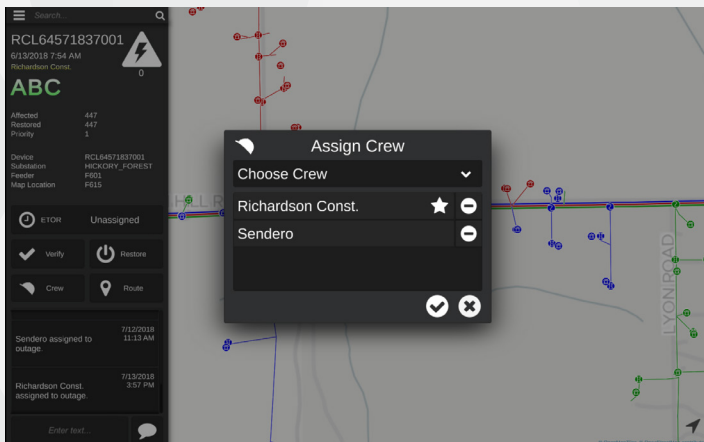 Search...
RCL64571837001
6/13/2018 7:54 AM
Richardson Const.
0
ABC
Affected 447
Restored 447
Priority 1
Device RCL64571837001
Substation HICKORY_FOREST
Feeder F601
Map Location F615
ETOR Unassigned
Verify Restore
Crew Route
Sendero assigned to outage. 7/12/2018 11:13 AM
Richardson Const. assigned to outage. 7/13/2018 3:57 PM
Enter text...
Assign Crew
Choose Crew
Richardson Const.
Sendero
HILL R
LYON ROAD